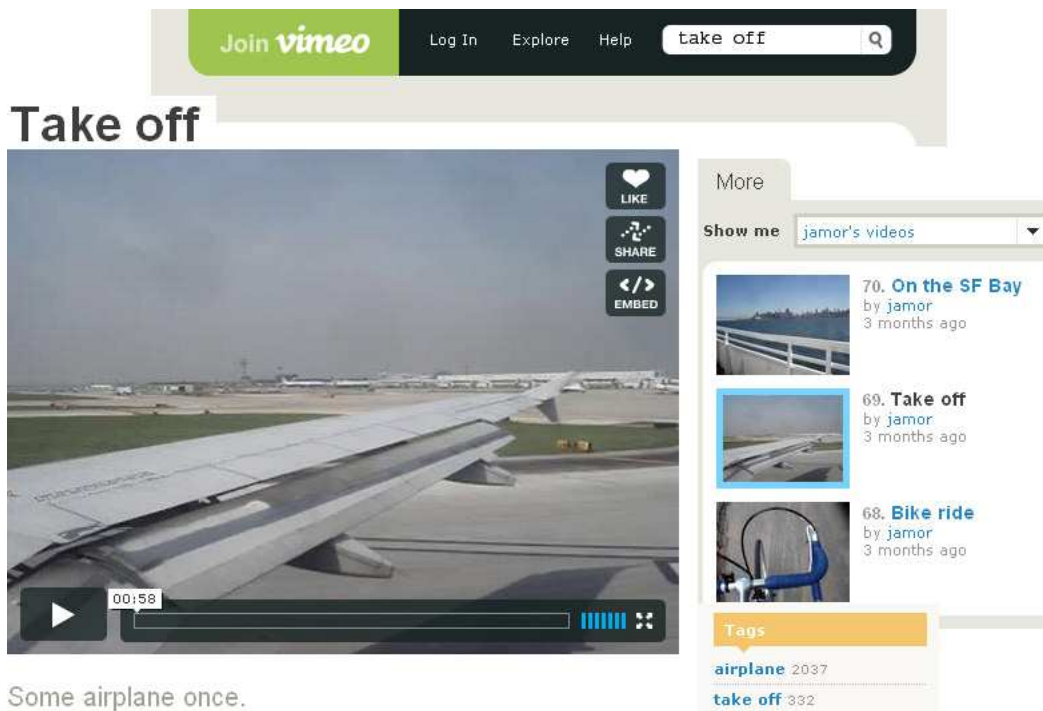 Join vimeo Log In Explore Help take off
Take off
LIKE
SHARE
</>
EMBED
00:58
Some airplane once.
More
Show me jamor's videos
70. On the SF Bay
by jamor
3 months ago
69. Take off
by jamor
3 months ago
68. Bike ride
by jamor
3 months ago
Tags
airplane 2037
take off 332